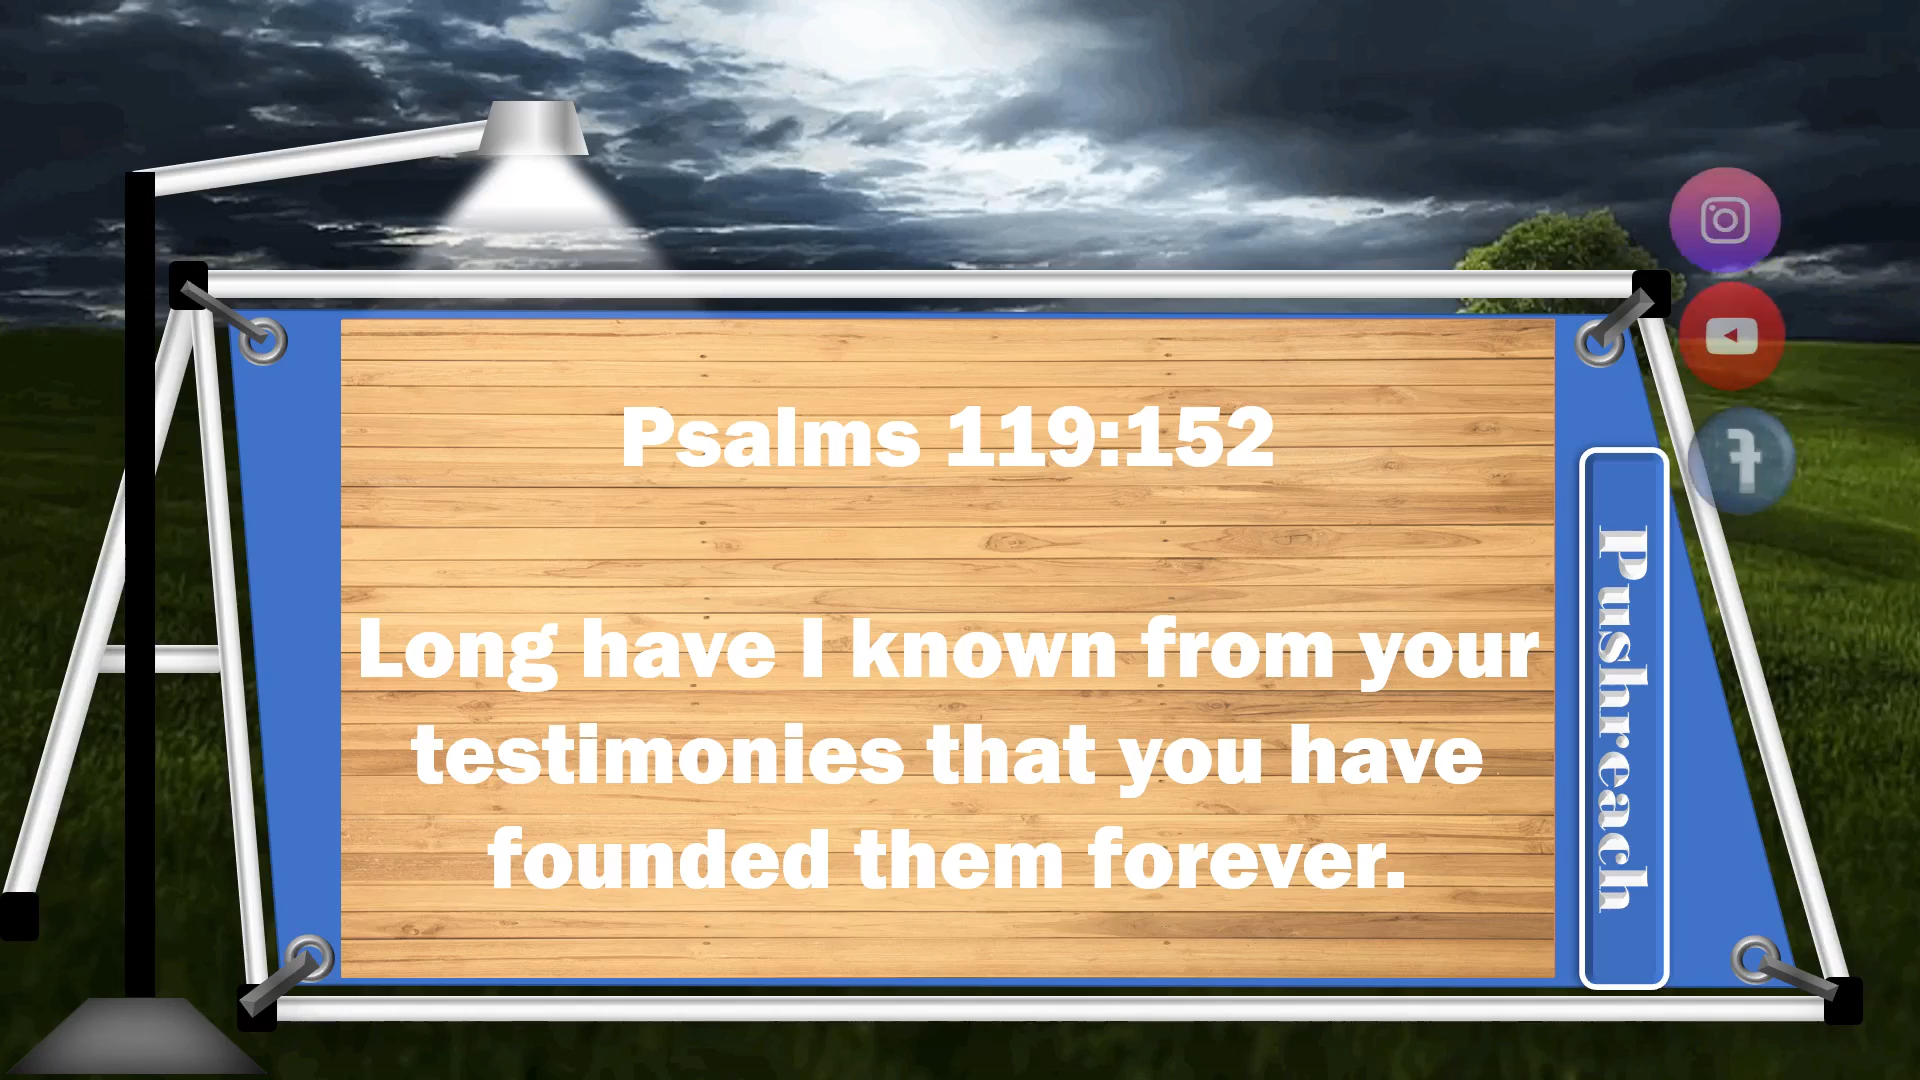 Psalms 119:152
Long have I known from your
testimonies that you have
founded them forever.
Pushreach